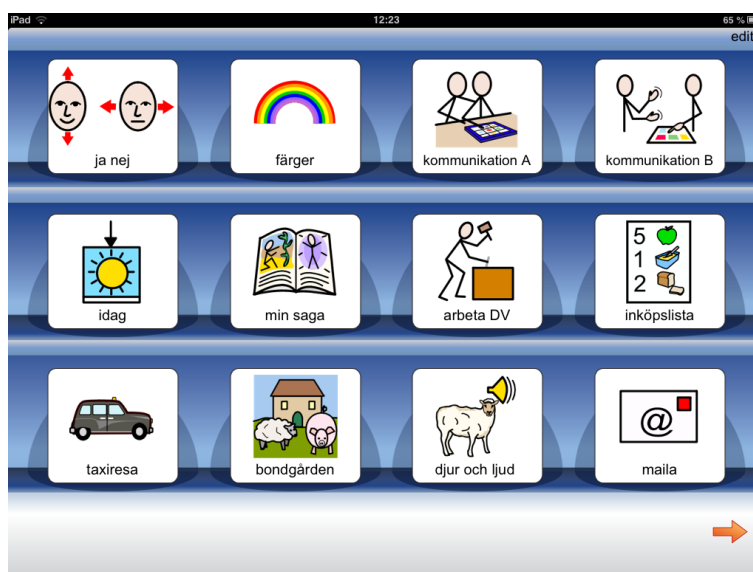 iPad 12:23 65 %
edit
ja nej färger kommunikation A kommunikation B
5
1
2
idag min saga arbeta DV inköpslista
@
taxiresa bondgården djur och ljud maila